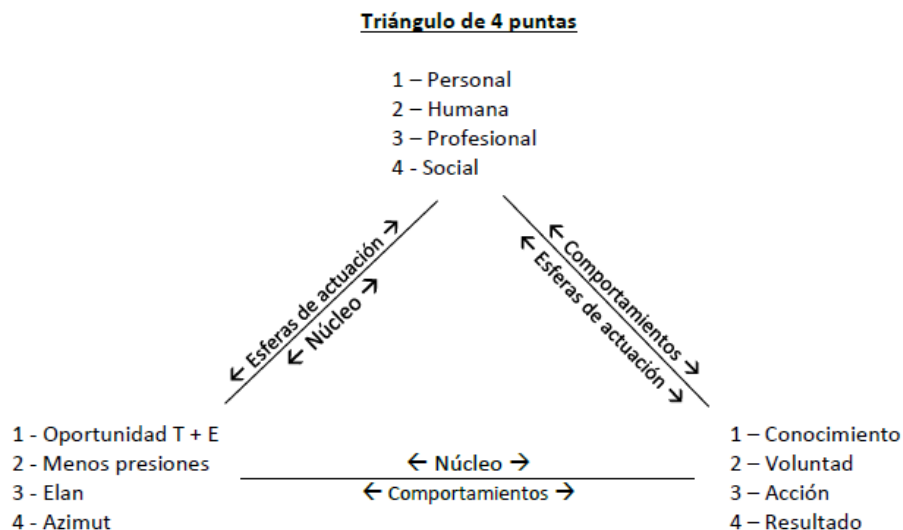 Triángulo de 4 puntas
1 – Personal
2 – Humana
3 – Profesional
4 - Social
← Esferas de actuación →
← Núcleo →
← Comportamientos →
← Esferas de actuación →
1 - Oportunidad T + E
2 - Menos presiones
3 - Elan
4 - Azimut
← Núcleo →
← Comportamientos →
1 – Conocimiento
2 – Voluntad
3 – Acción
4 – Resultado